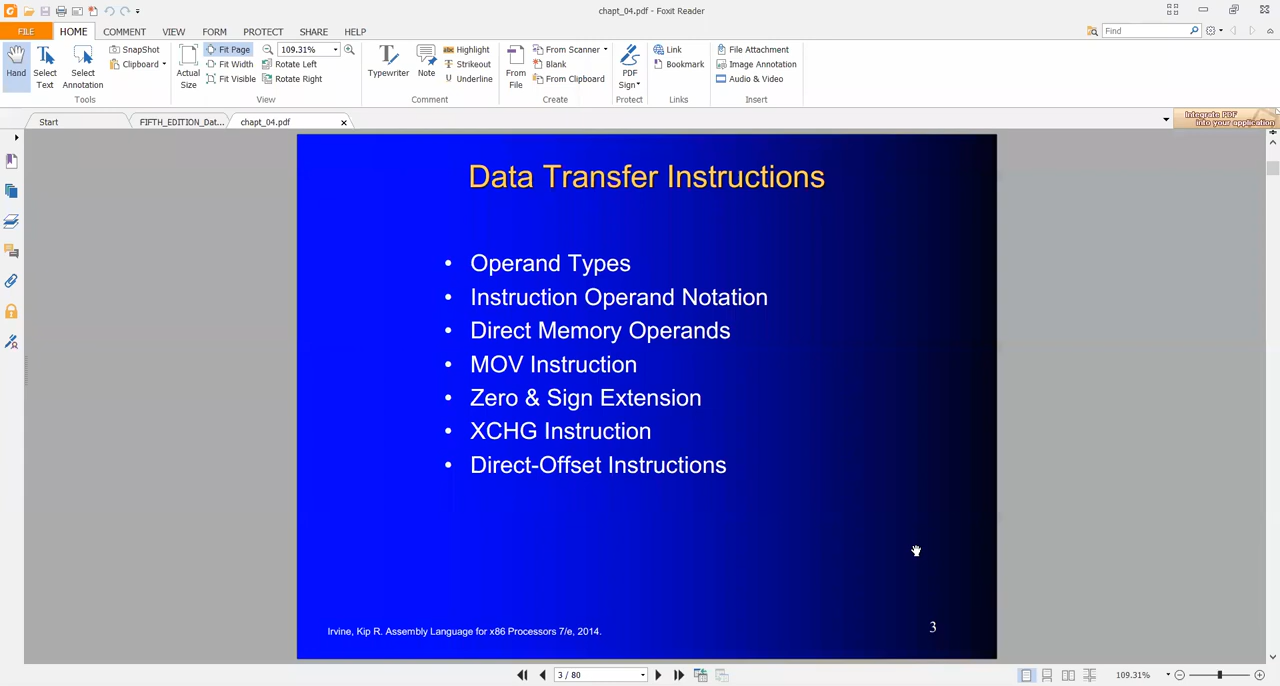 chapt_04.pdf - Foxit Reader
FILE HOME COMMENT VIEW FORM PROTECT SHARE HELP
Find
Hand
Select Text
Select Annotation
SnapShot
Clipboard
Tools
Actual Size
Fit Page
Fit Width
Fit Visible
109.31%
Rotate Left
Rotate Right
View
Typewriter
Note
Highlight
Strikeout
Underline
Comment
From File
From Scanner
Blank
From Clipboard
Create
PDF Sign
Protect
Link
Bookmark
Links
File Attachment
Image Annotation
Audio & Video
Insert
Start FIFTH_EDITION_Dat... chapt_04.pdf
Integrate PDF
into your application
Data Transfer Instructions
• Operand Types
• Instruction Operand Notation
• Direct Memory Operands
• MOV Instruction
• Zero & Sign Extension
• XCHG Instruction
• Direct-Offset Instructions
Irvine, Kip R. Assembly Language for x86 Processors 7/e, 2014.
3
3 / 80
109.31%